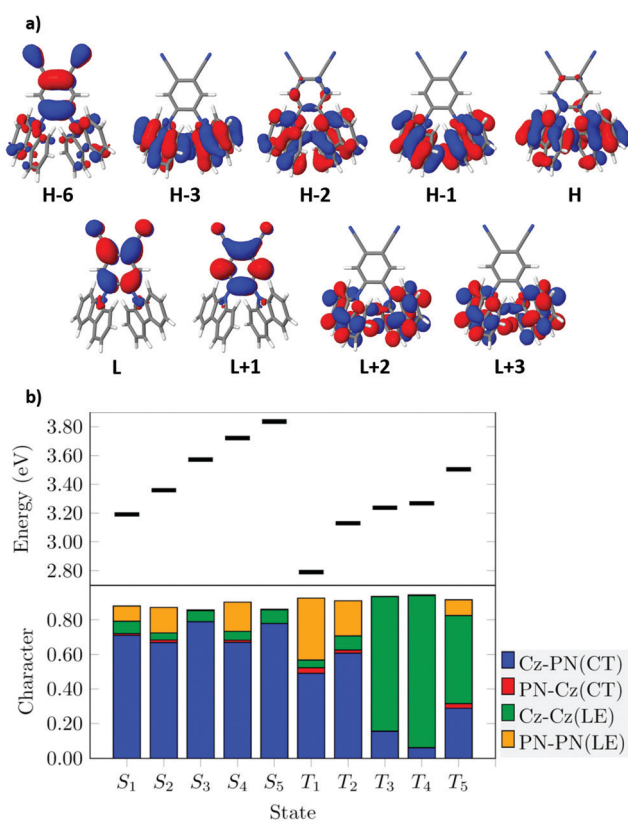 a)
H-6 H-3 H-2 H-1 H
L L+1 L+2 L+3
b)
Energy (eV)
3.80
3.60
3.40
3.20
3.00
2.80
Character
0.80
0.60
0.40
0.20
0.00
Cz-PN(CT)
PN-Cz(CT)
Cz-Cz(LE)
PN-PN(LE)
S1 S2 S3 S4 S5 T1 T2 T3 T4 T5
State